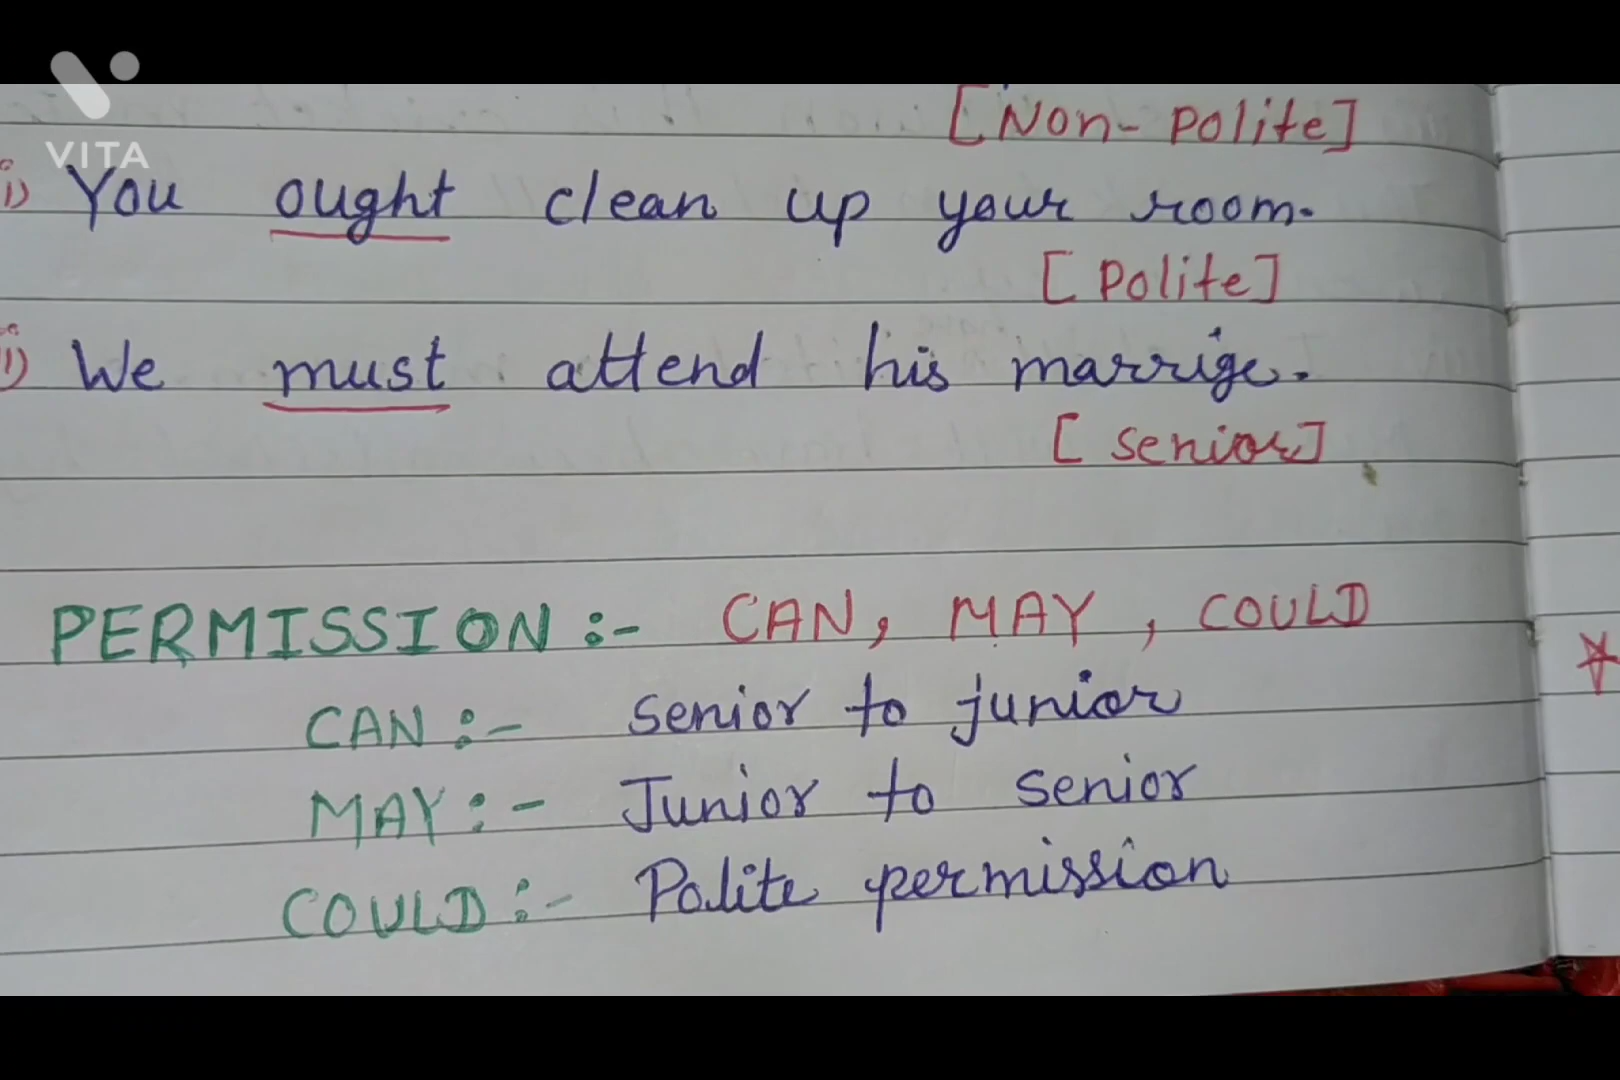 VITA
[Non-Polite]
i) You ought clean up your room.
[Polite]
We must attend his marrige.
[senior]
PERMISSION :- CAN, MAY, COULD
CAN :- senior to junior
MAY :- Junior to senior
COULD :- Polite permission